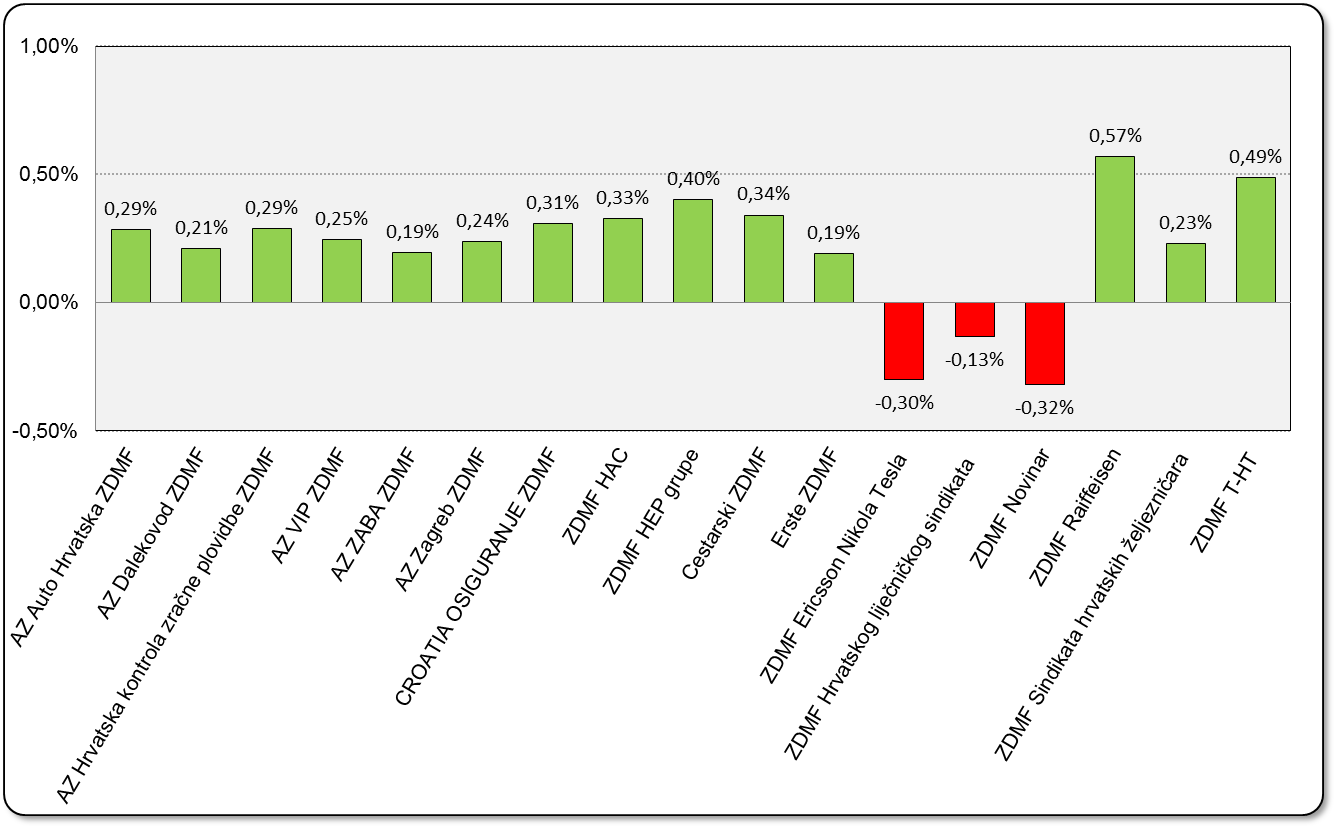 1,00%
0,50%
0,00%
-0,50%
0,29%
0,21%
0,29%
0,25%
0,19%
0,24%
0,31%
0,33%
0,40%
0,34%
0,19%
-0,30%
-0,13%
-0,32%
0,57%
0,23%
0,49%
AZ Auto Hrvatska ZDMF
AZ Dalekovod ZDMF
AZ Hrvatska kontrola zračne plovidbe ZDMF
AZ VIP ZDMF
AZ ZABA ZDMF
AZ Zagreb ZDMF
CROATIA OSIGURANJE ZDMF
ZDMF HAC
ZDMF HEP grupe
Cestarski ZDMF
Erste ZDMF
ZDMF Ericsson Nikola Tesla
ZDMF Hrvatskog liječničkog sindikata
ZDMF Novinar
ZDMF Raiffeisen
ZDMF Sindikata hrvatskih željezničara
ZDMF T-HT